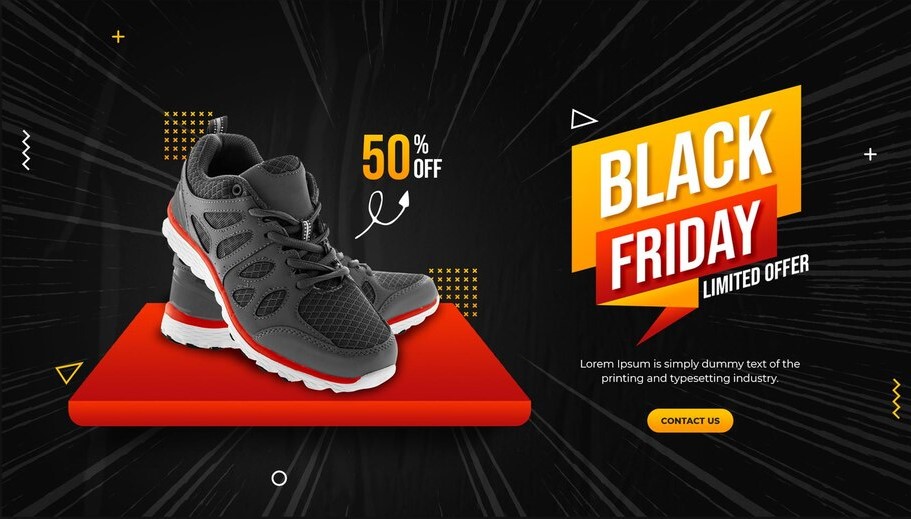 50%
OFF
BLACK
FRIDAY
LIMITED OFFER
Lorem Ipsum is simply dummy text of the
printing and typesetting industry.
CONTACT US